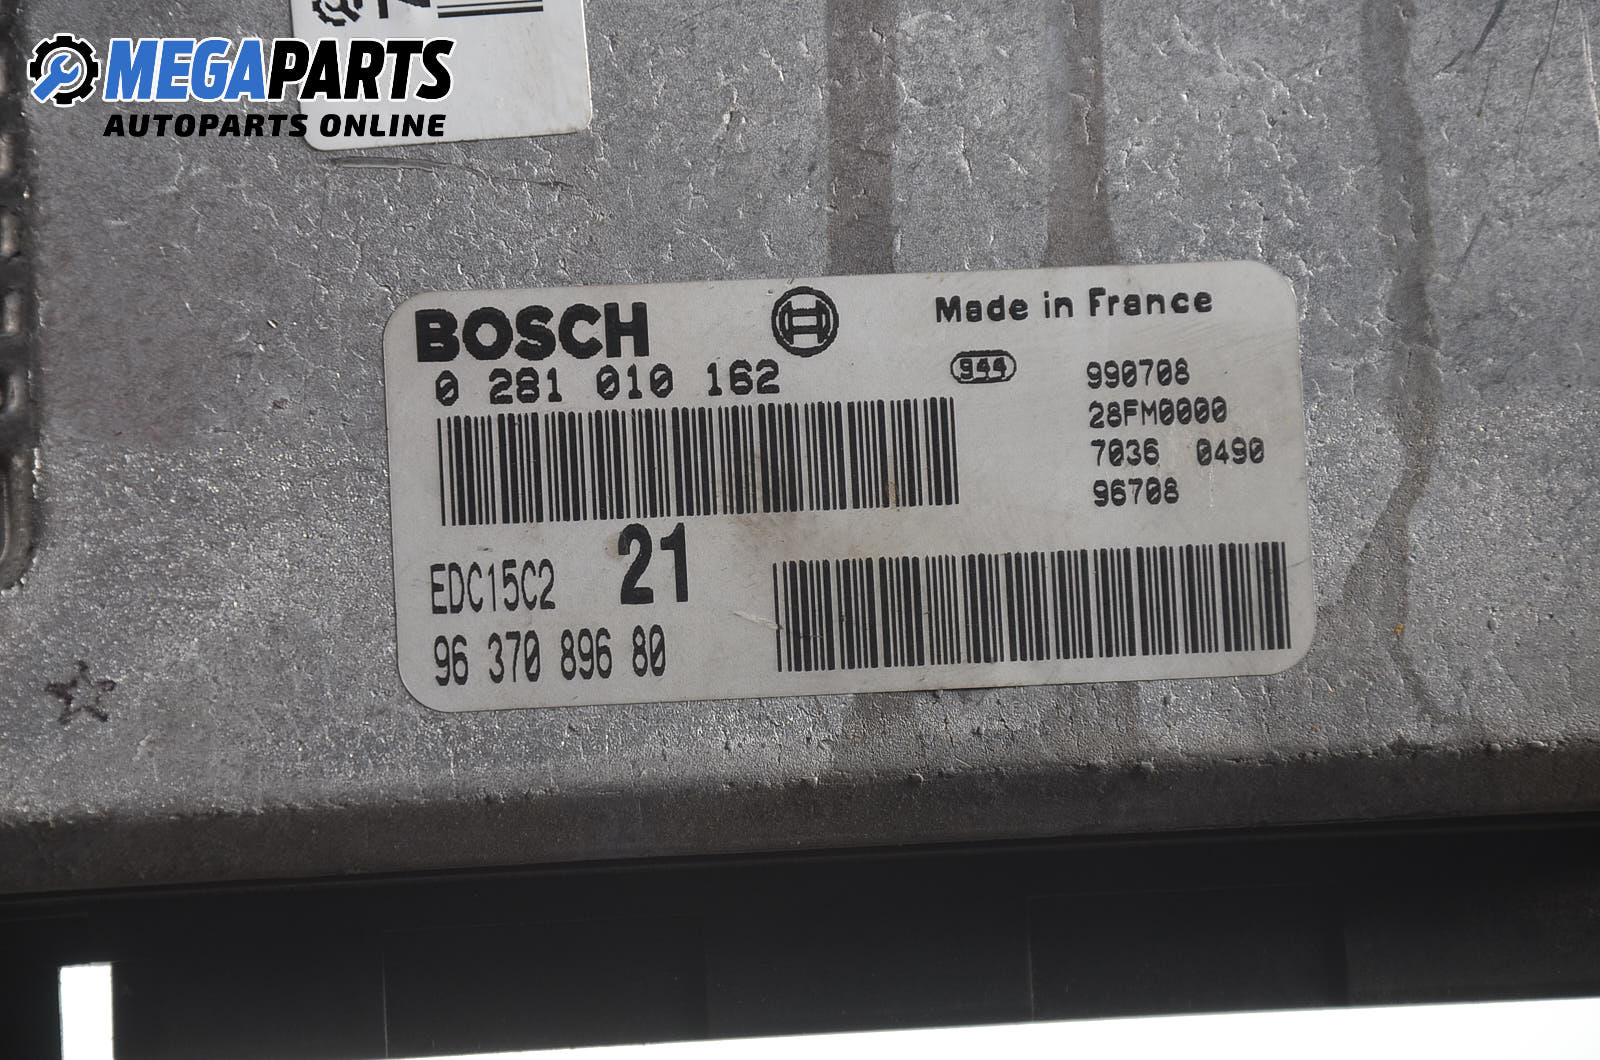 MEGAPARTS
AUTOPARTS ONLINE
BOSCH
Made in France
0 281 010 162
944
990708
28FM0000
7036 0490
96708
EDC15C2 21
96 370 896 80